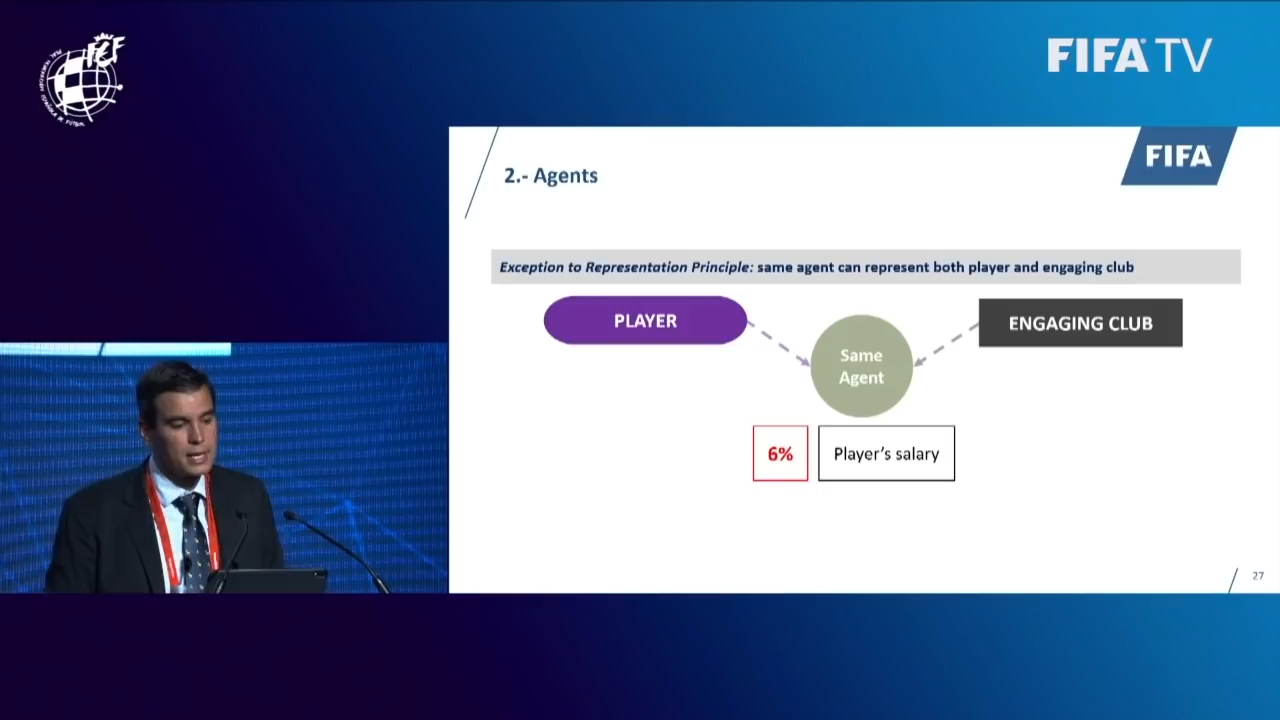 FIFA TV
FIFA
2.- Agents
Exception to Representation Principle: same agent can represent both player and engaging club
PLAYER
ENGAGING CLUB
Same
Agent
6%
Player's salary
27